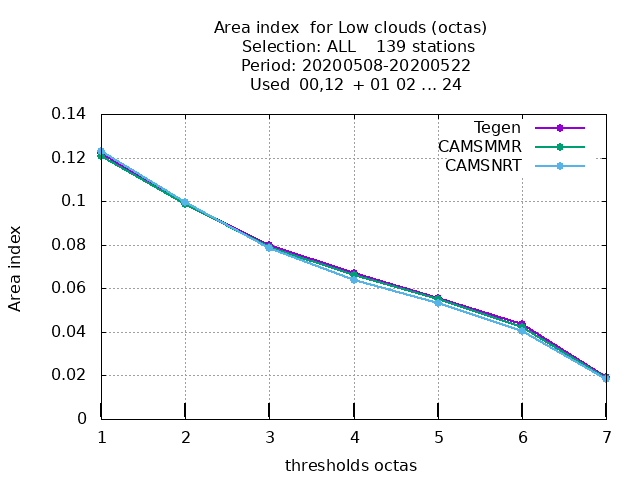 Area index  for Low clouds (octas)
Selection: ALL    139 stations
Period: 20200508-20200522
Used  00,12  + 01 02 ... 24
0.14
Tegen
CAMSMMR
CAMSNRT
0.12
0.1
0.08
0.06
0.04
0.02
0
Area index
1 2 3 4 5 6 7
thresholds octas